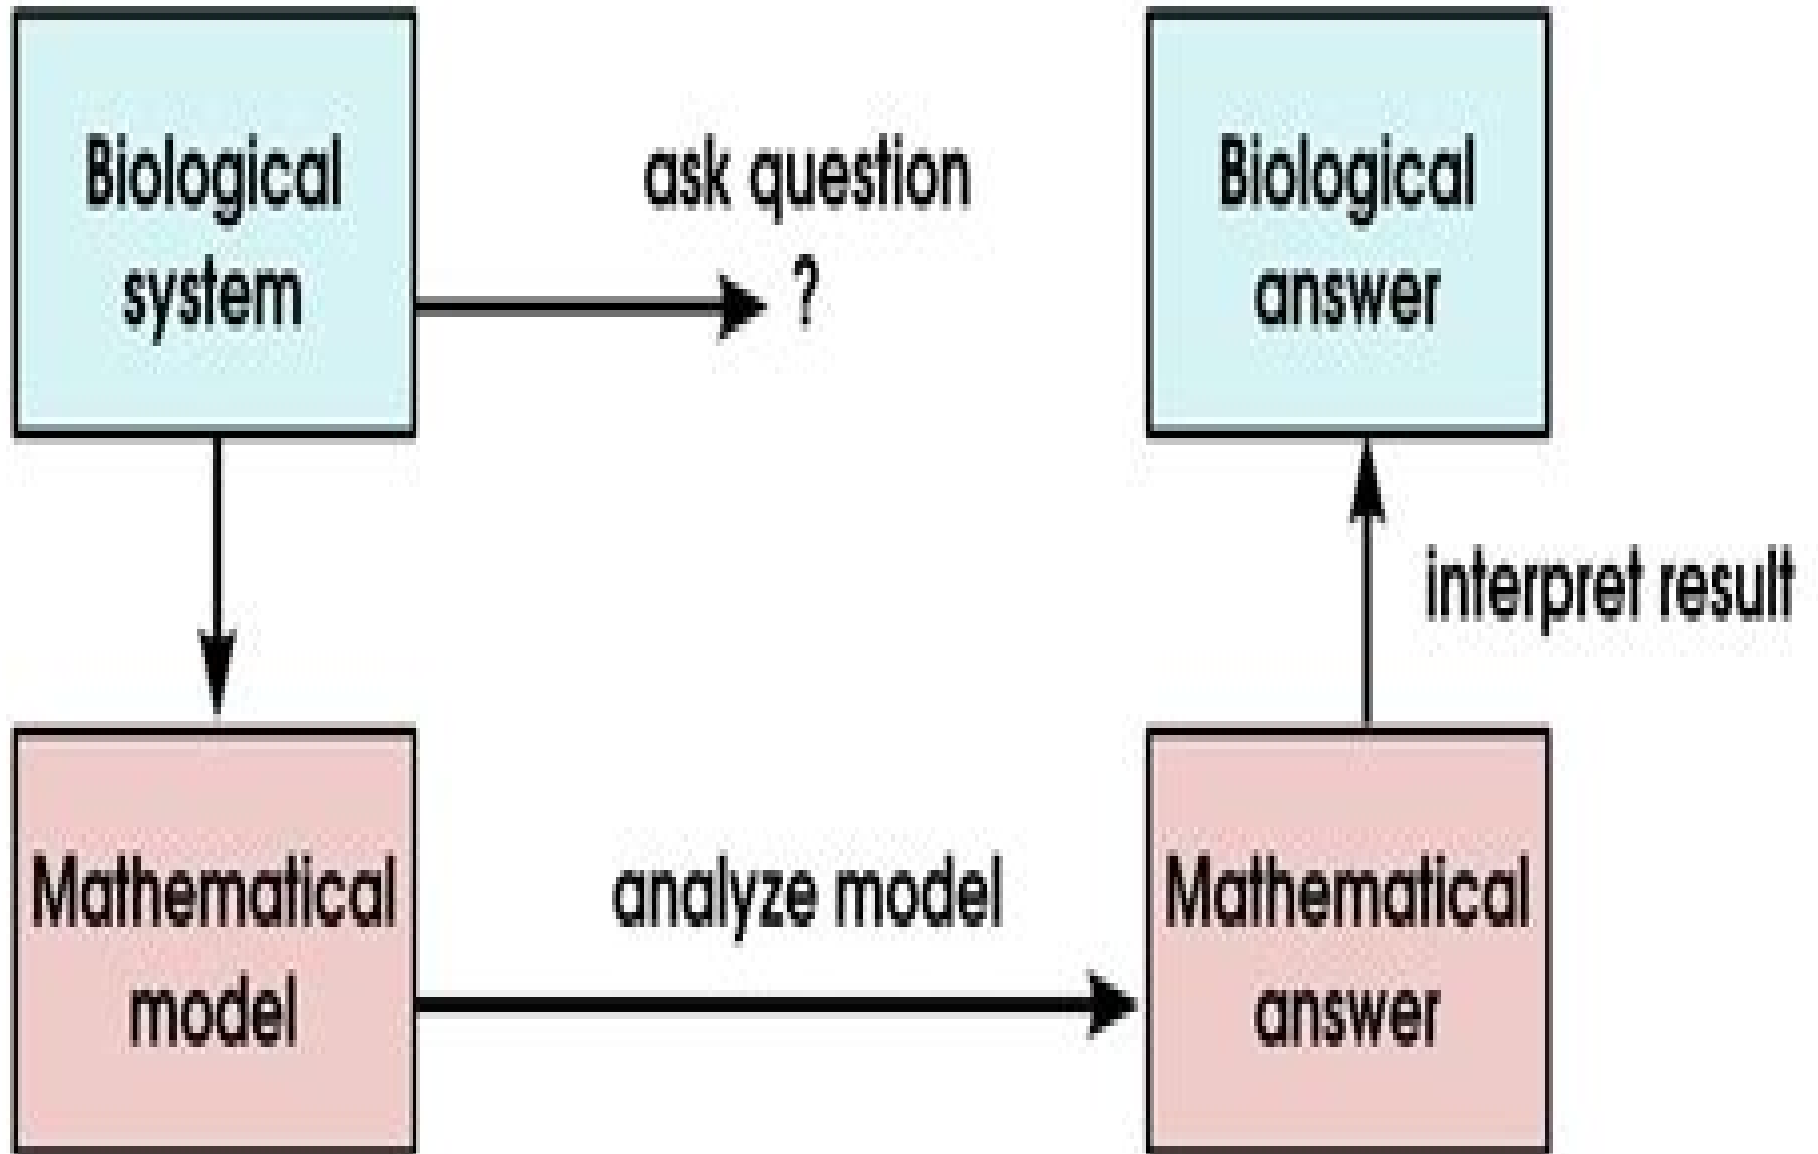 Biological
system
ask question
?
Biological
answer
interpret result
Mathematical
model
analyze model
Mathematical
answer